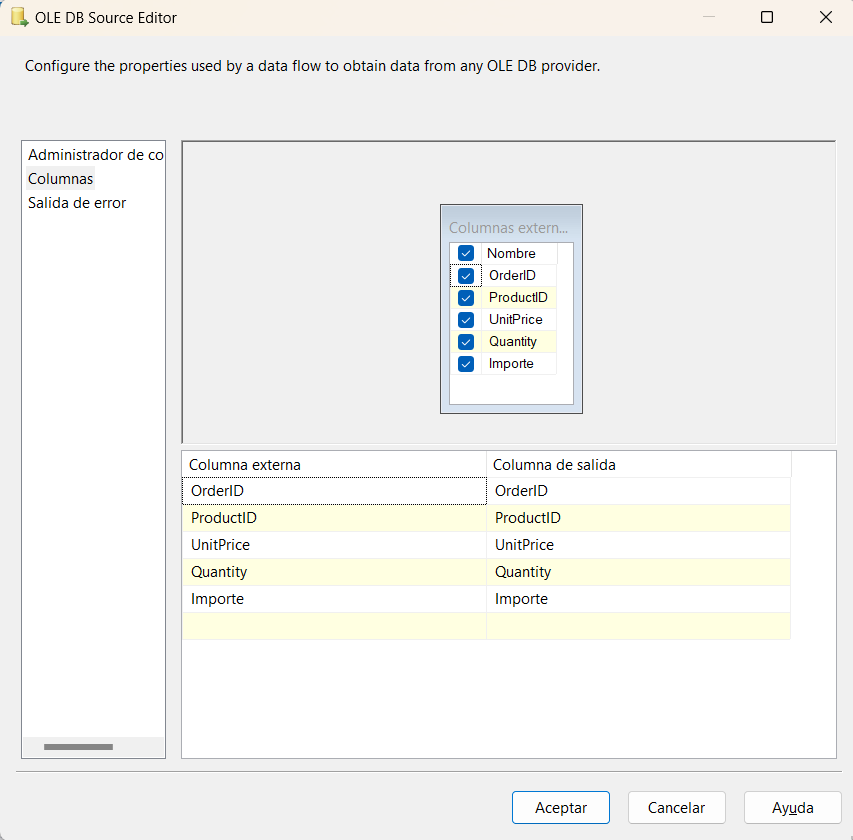 OLE DB Source Editor
Configure the properties used by a data flow to obtain data from any OLE DB provider.
Administrador de co
Columnas
Salida de error
Columnas extern...
Nombre
OrderID
ProductID
UnitPrice
Quantity
Importe
Columna externa Columna de salida
OrderID OrderID
ProductID ProductID
UnitPrice UnitPrice
Quantity Quantity
Importe Importe
Aceptar Cancelar Ayuda